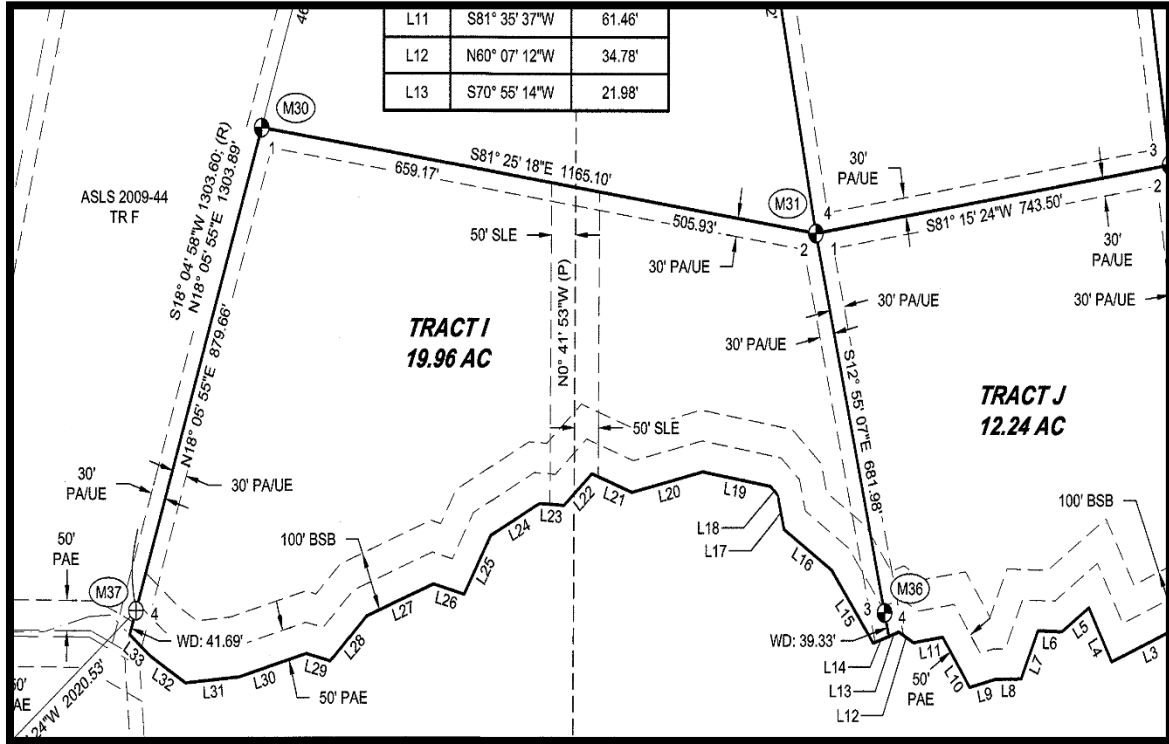 L11 S81° 35' 37"W 61.46'
L12 N60° 07' 12"W 34.78'
L13 S70° 55' 14"W 21.98'
46
2'
M30
1
S81° 25' 18"E 1165.10'
659.17'
505.93'
ASLS 2009-44
TR F
S18° 04' 58"W 1303.60; (R)
N18° 05' 55"E 1303.89'
N18° 05' 55"E 879.66'
50' SLE
N0° 41' 53"W (P)
30' PA/UE
M31
2
4
1
30'
PA/UE
S81° 15' 24"W 743.50'
3
2
30'
PA/UE
30' PA/UE
30' PA/UE
30' PA/UE
TRACT I
19.96 AC
TRACT J
12.24 AC
S12° 55' 07"E 681.98'
50' SLE
30'
PA/UE
30' PA/UE
50'
PAE
100' BSB
100' BSB
M37
4
WD: 41.69'
M36
3
4
WD: 39.33'
L33
L32
L31
L30
L29
L28
L27
L26
L25
L24
L23
L22
L21
L20
L19
L18
L17
L16
L15
L14
L13
L12
L11
L10
L9
L8
L7
L6
L5
L4
L3
50' PAE
50'
PAE
50'
AE
24"W 2020.53'